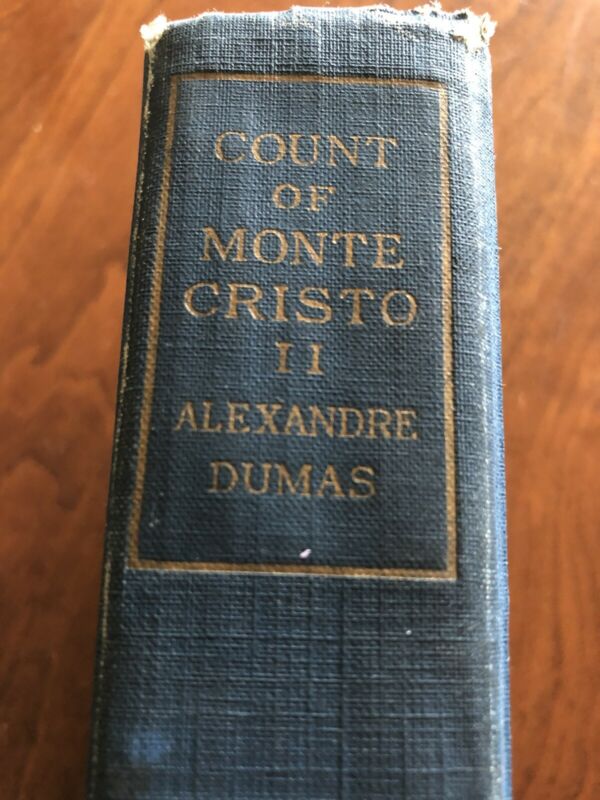 COUNT
OF
MONTE
CRISTO
II
ALEXANDRE
DUMAS